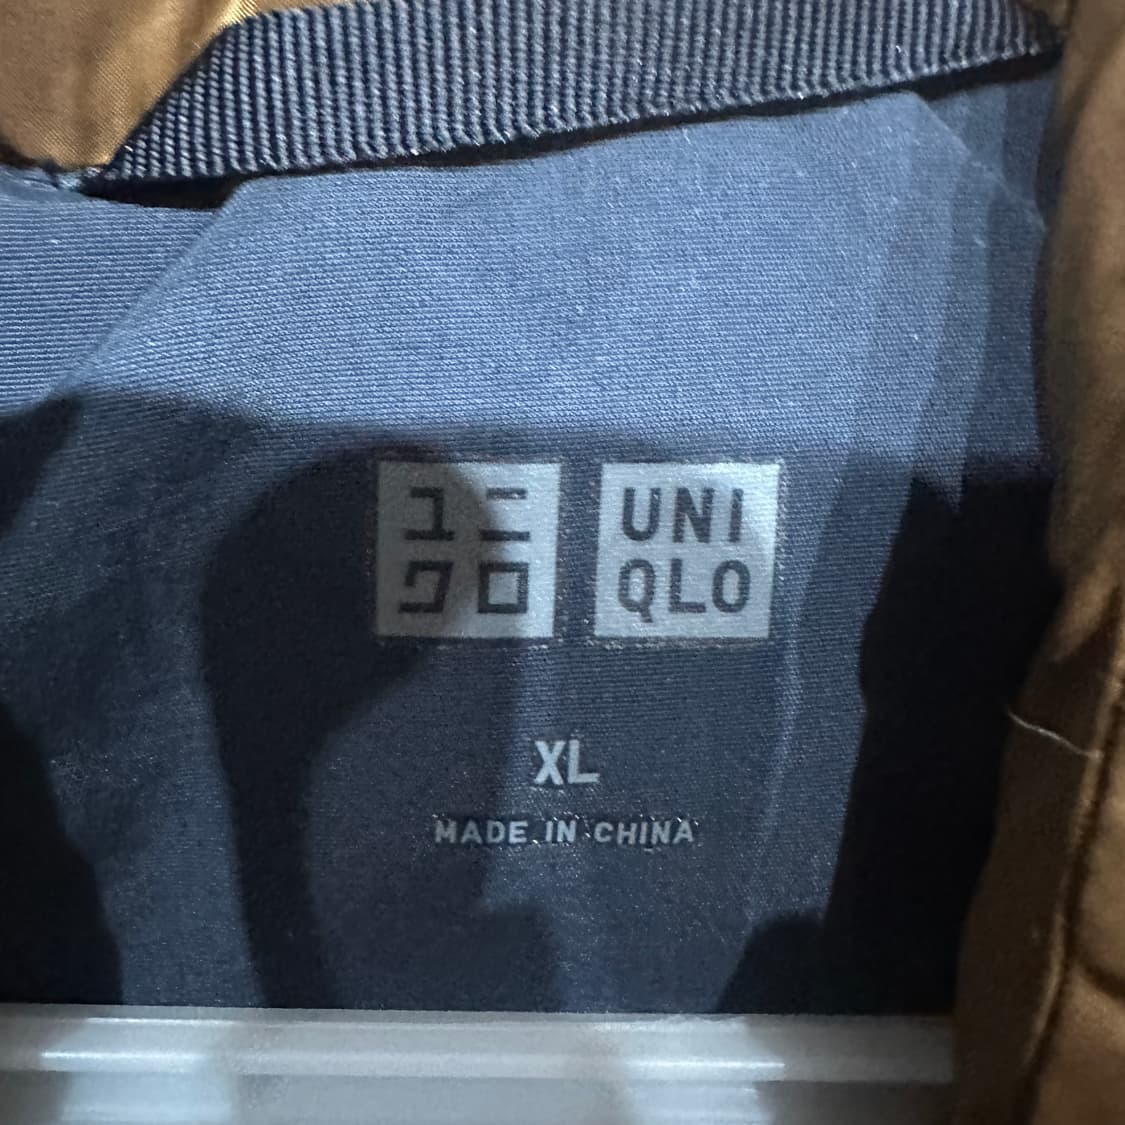 ユニ
クロ
UNI
QLO
XL
MADE IN CHINA